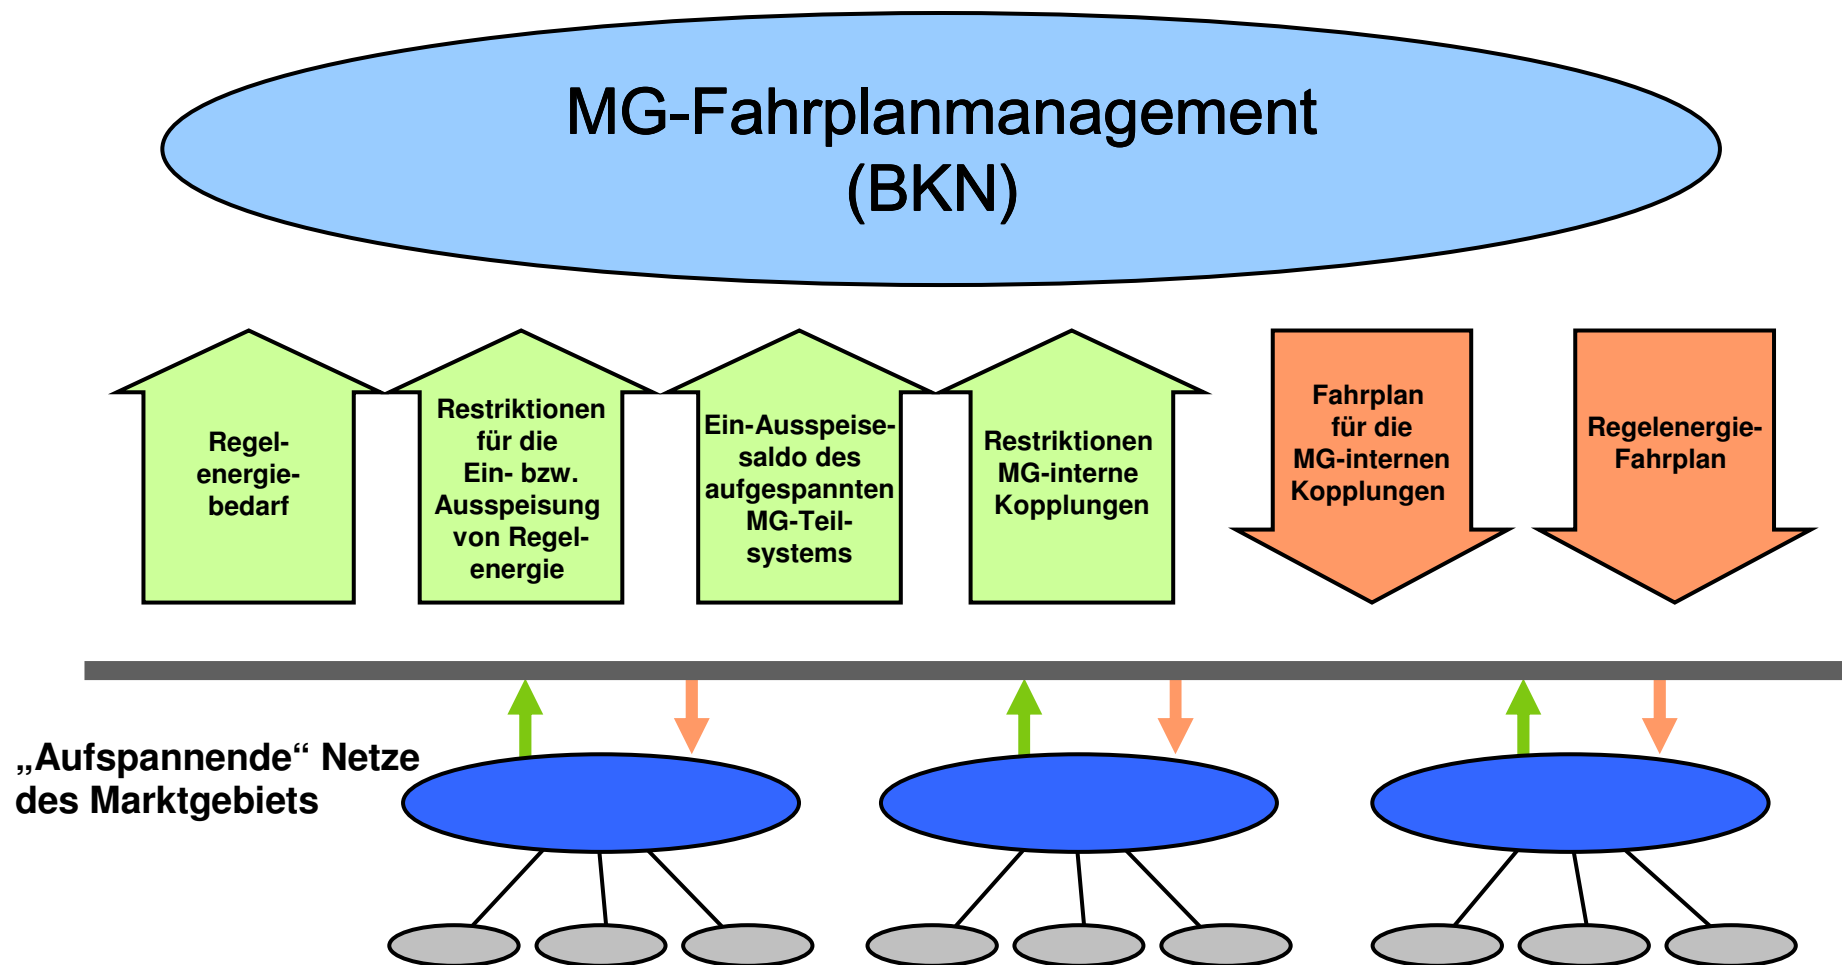 MG-Fahrplanmanagement
(BKN)
Regel-
energie-
bedarf
Restriktionen
für die
Ein- bzw.
Ausspeisung
von Regel-
energie
Ein-Ausspeise-
saldo des
aufgespannten
MG-Teil-
systems
Restriktionen
MG-interne
Kopplungen
Fahrplan
für die
MG-internen
Kopplungen
Regelenergie-
Fahrplan
„Aufspannende“ Netze
des Marktgebiets